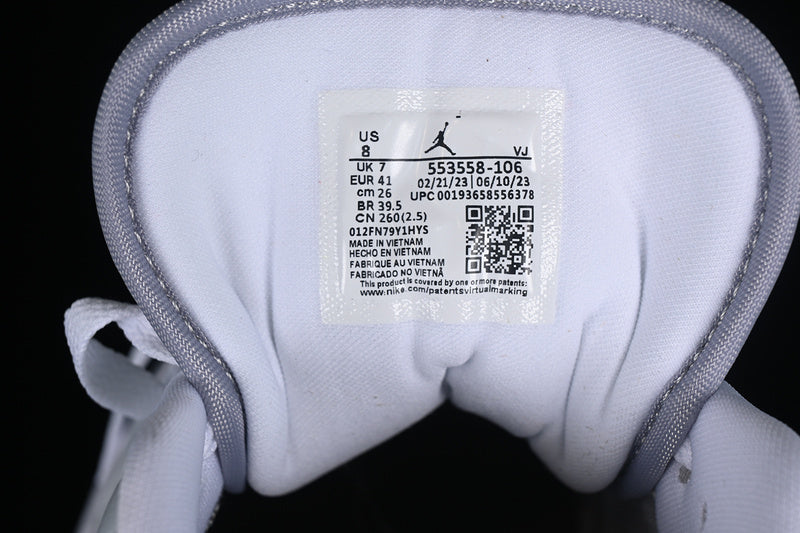 US
8 VJ
UK 7 553558-106
EUR 41 02/21/23 | 06/10/23
cm 26 UPC 00193658556378
BR 39.5
CN 260(2.5)
012FN79Y1HYS
MADE IN VIETNAM
HECHO EN VIETNAM
FABRIQUE AU VIETNAM
FABRICADO NO VIETNÃ
This product is covered by one or more patents:
www.nike.com/patentsvirtualmarking